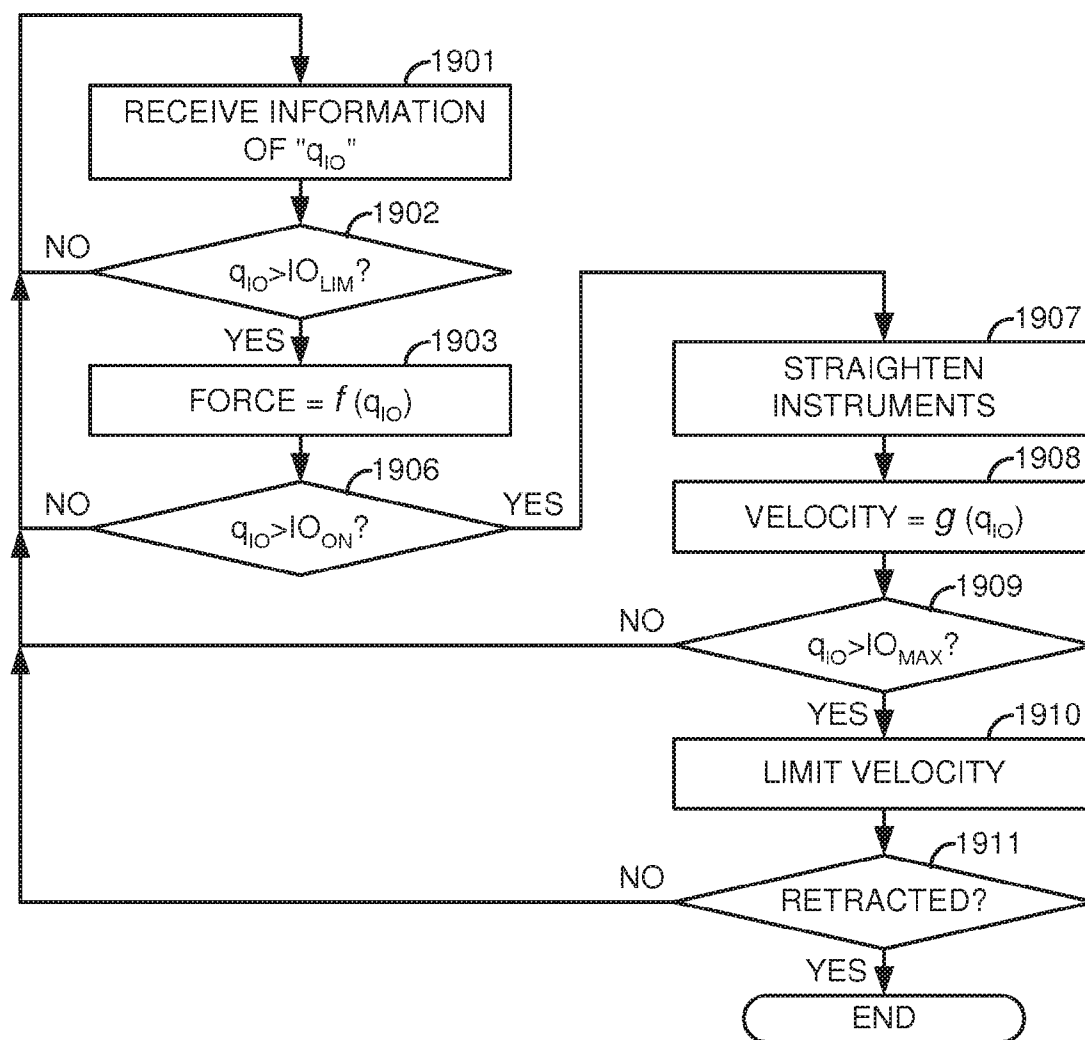 1901
RECEIVE INFORMATION
OF "q_IO"
1902
NO
q_IO>IO_LIM?
YES
1903
FORCE = f (q_IO)
1906
NO
q_IO>IO_ON?
YES
1907
STRAIGHTEN
INSTRUMENTS
1908
VELOCITY = g (q_IO)
1909
NO
q_IO>IO_MAX?
YES
1910
LIMIT VELOCITY
1911
NO
RETRACTED?
YES
END